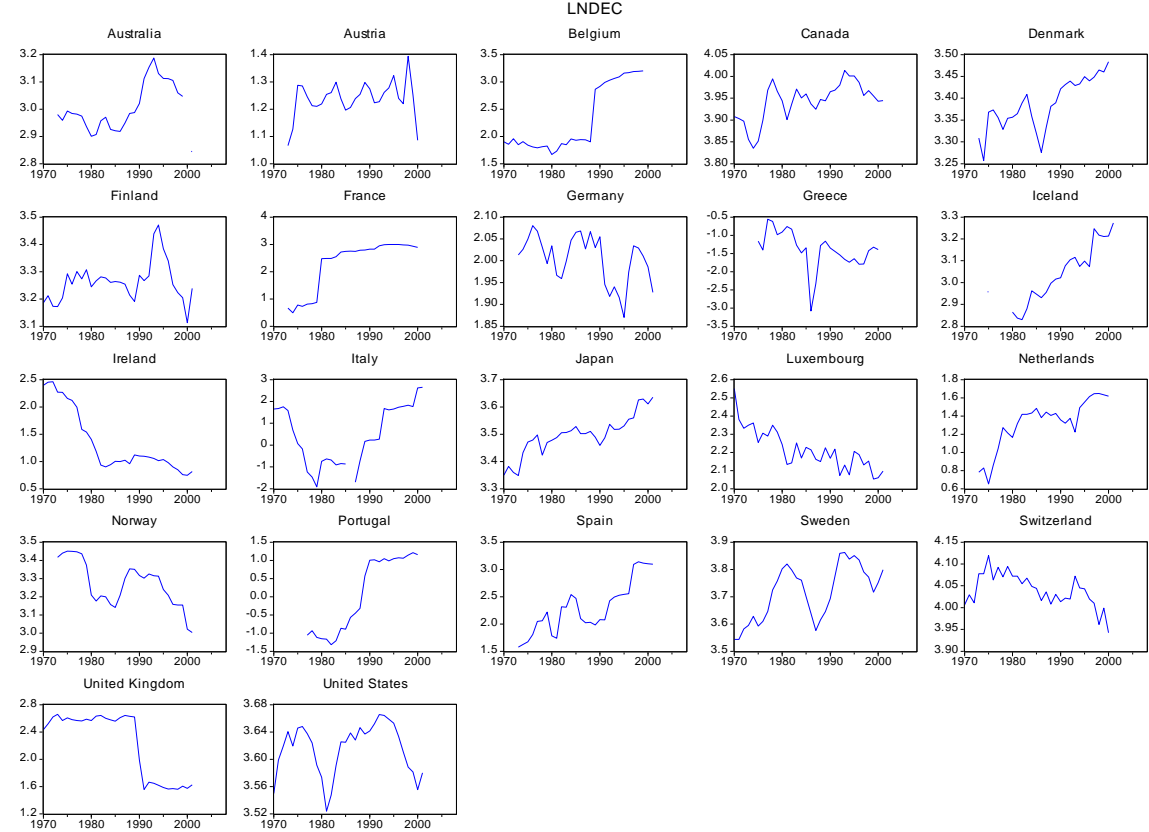 LNDEC
Australia Austria Belgium Canada Denmark
3.2 1.4 3.5 4.05 3.50
4.00 3.45
3.1 1.3 3.0
3.40
3.95
3.0 1.2 2.5
3.35
3.90
2.9 1.1 2.0
3.85 3.30
2.8 1.0 1.5 3.80 3.25
1970 1980 1990 2000 1970 1980 1990 2000 1970 1980 1990 2000 1970 1980 1990 2000 1970 1980 1990 2000
Finland France Germany Greece Iceland
3.5 4 2.10 -0.5 3.3
-1.0
3.4 3 2.05 3.2
-1.5
3.1
3.3 2 2.00 -2.0
3.0
-2.5
3.2 1 1.95
1.90 -3.0 2.9
3.1 0 1.85 -3.5 2.8
1970 1980 1990 2000 1970 1980 1990 2000 1970 1980 1990 2000 1970 1980 1990 2000 1970 1980 1990 2000
Ireland Italy Japan Luxembourg Netherlands
2.5 3 3.7 2.6 1.8
2.5 1.6
2.0 2 3.6
2.4 1.4
1 2.3 1.2
1.5 0 3.5
2.2 1.0
1.0 -1 3.4
2.1 0.8
0.5 -2 3.3 2.0 0.6
1970 1980 1990 2000 1970 1980 1990 2000 1970 1980 1990 2000 1970 1980 1990 2000 1970 1980 1990 2000
Norway Portugal Spain Sweden Switzerland
3.5 1.5 3.5 3.9 4.15
3.4 1.0 4.10
3.0 3.8
3.3 0.5
4.05
3.2 0.0 2.5 3.7
4.00
3.1 -0.5
2.0 3.6
3.0 -1.0 3.95
2.9 -1.5 1.5 3.5 3.90
1970 1980 1990 2000 1970 1980 1990 2000 1970 1980 1990 2000 1970 1980 1990 2000 1970 1980 1990 2000
United Kingdom United States
2.8 3.68
2.4 3.64
2.0 3.60
1.6 3.56
1.2 3.52
1970 1980 1990 2000 1970 1980 1990 2000